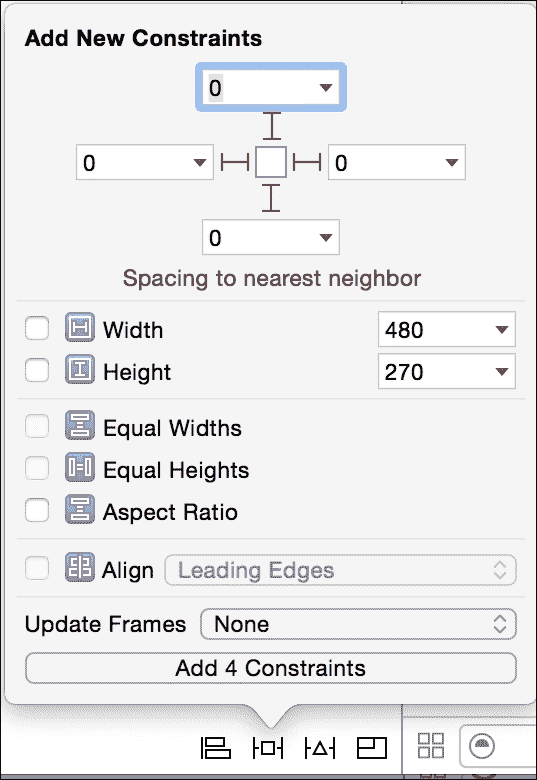 Add New Constraints
0
0 0
0
Spacing to nearest neighbor
Width 480
Height 270
Equal Widths
Equal Heights
Aspect Ratio
Align Leading Edges
Update Frames None
Add 4 Constraints